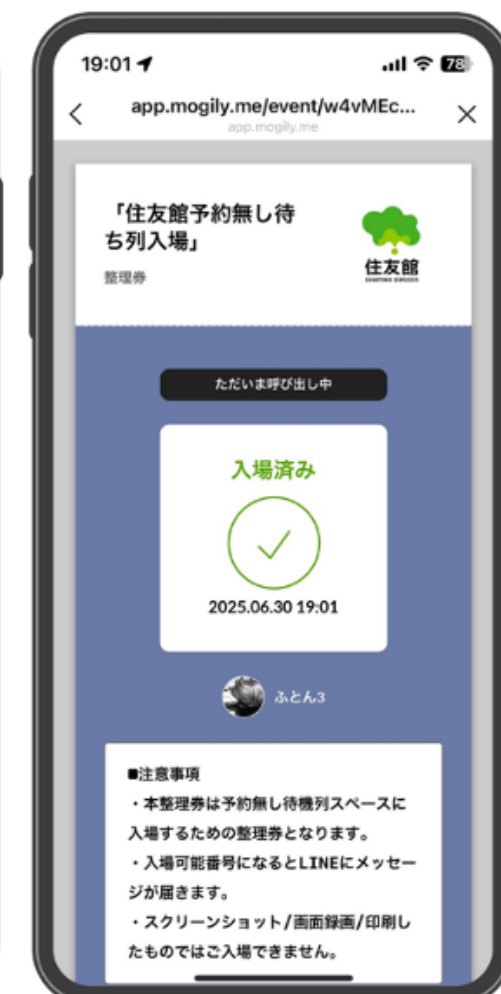 19:01
78
app.mogily.me/event/w4vMEc...
app.mogily.me
「住友館予約無し待
ち列入場」
整理券
住友館
ただいま呼び出し中
入場済み
2025.06.30 19:01
ふとん3
■注意事項
・本整理券は予約無し待機列スペースに
入場するための整理券となります。
・入場可能番号になるとLINEにメッセー
ジが届きます。
・スクリーンショット/画面録画/印刷し
たものではご入場できません。